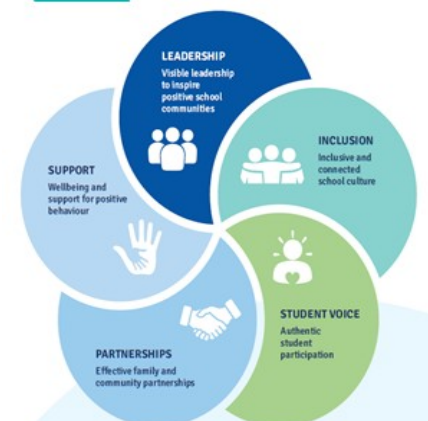 LEADERSHIP
Visible leadership
to inspire
positive school
communities
INCLUSION
Inclusive and
connected
school culture
STUDENT VOICE
Authentic
student
participation
PARTNERSHIPS
Effective family and
community partnerships
SUPPORT
Wellbeing and
support for positive
behaviour